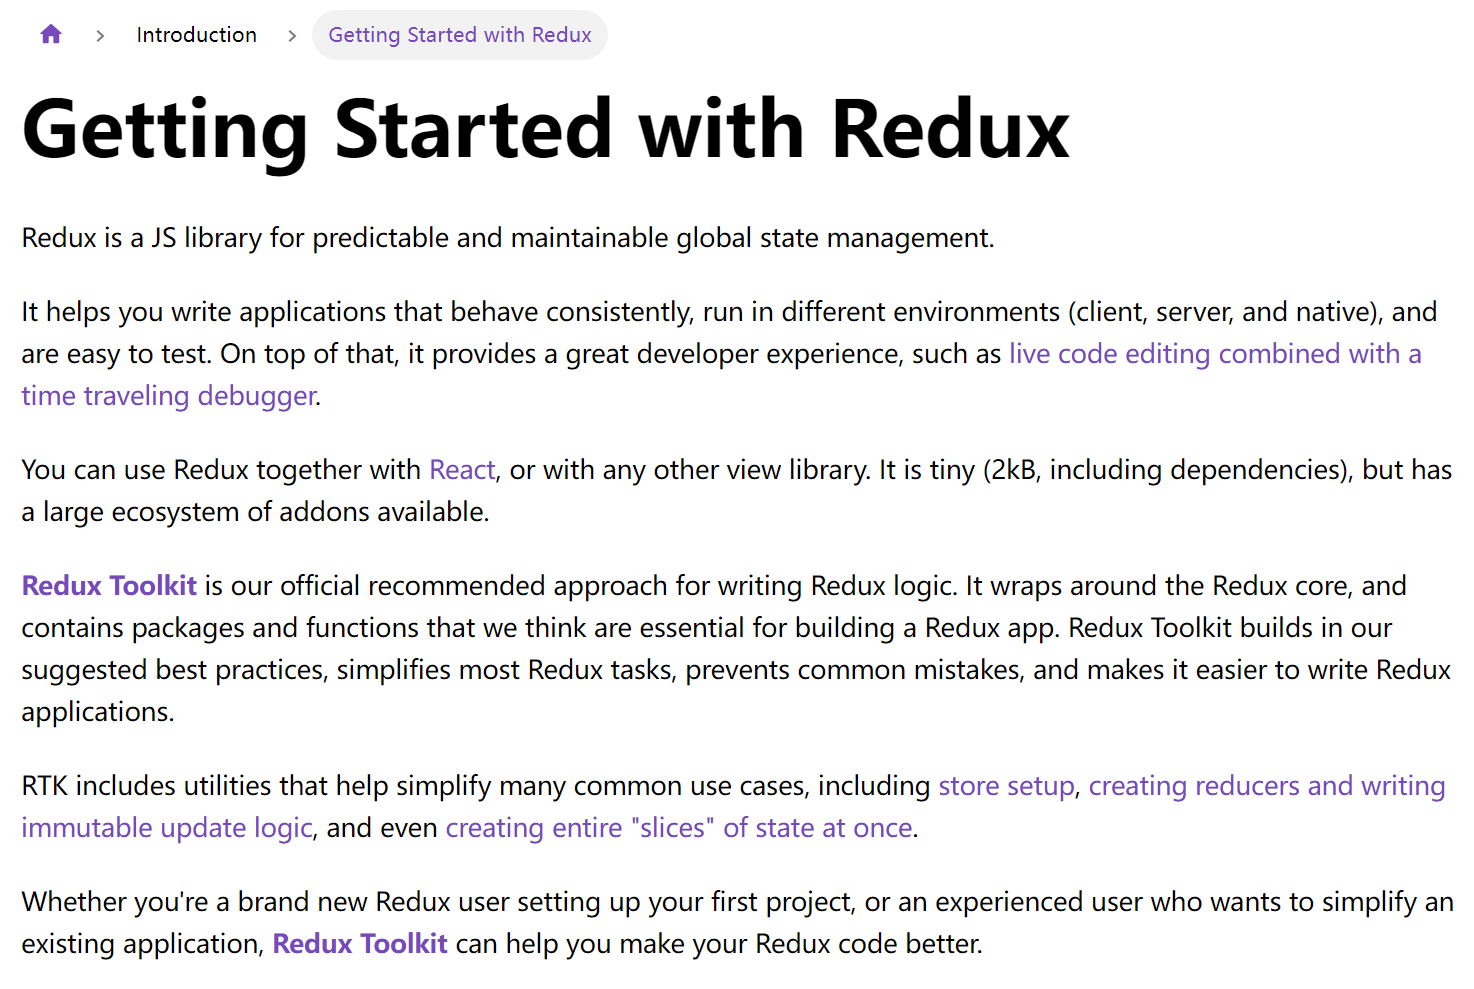 Introduction
Getting Started with Redux
Getting Started with Redux
Redux is a JS library for predictable and maintainable global state management.
It helps you write applications that behave consistently, run in different environments (client, server, and native), and
are easy to test. On top of that, it provides a great developer experience, such as live code editing combined with a
time traveling debugger.
You can use Redux together with React, or with any other view library. It is tiny (2kB, including dependencies), but has
a large ecosystem of addons available.
Redux Toolkit is our official recommended approach for writing Redux logic. It wraps around the Redux core, and
contains packages and functions that we think are essential for building a Redux app. Redux Toolkit builds in our
suggested best practices, simplifies most Redux tasks, prevents common mistakes, and makes it easier to write Redux
applications.
RTK includes utilities that help simplify many common use cases, including store setup, creating reducers and writing
immutable update logic, and even creating entire "slices" of state at once.
Whether you're a brand new Redux user setting up your first project, or an experienced user who wants to simplify an
existing application, Redux Toolkit can help you make your Redux code better.